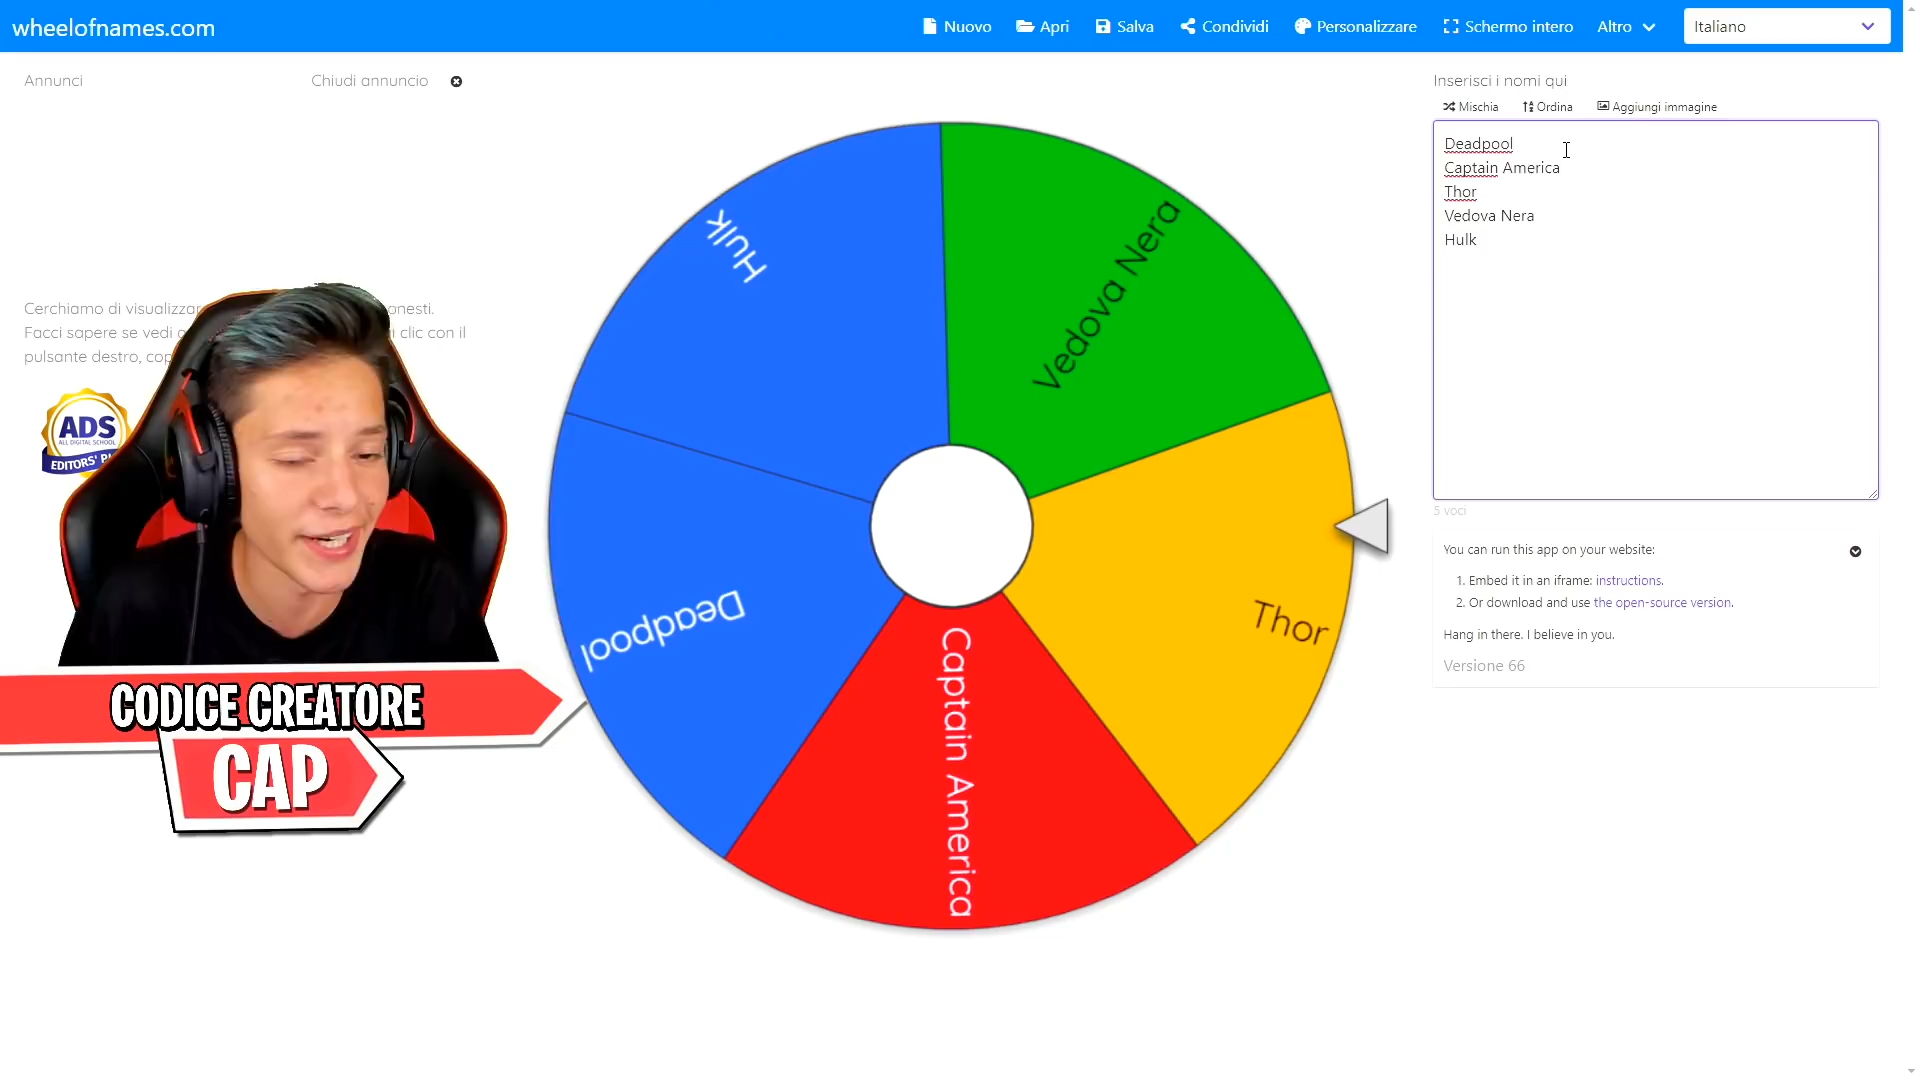 wheelofnames.com
Nuovo
Apri
Salva
Condividi
Personalizzare
Schermo intero
Altro
Italiano
Annunci
Chiudi annuncio
Inserisci i nomi qui
Mischia
Ordina
Aggiungi immagine
Deadpool
Captain America
Thor
Vedova Nera
Hulk
5 voci
You can run this app on your website:
1. Embed it in an iframe: instructions.
2. Or download and use the open-source version.
Hang in there. I believe in you.
Versione 66
Hulk
Vedova Nera
Thor
Captain America
Deadpool
Cerchiamo di
Facci sapere se vedi
clic con il
pulsante destro,
ADS
ALL DIGITAL SCHOOL
EDITORS'
CODICE CREATORE
CAP